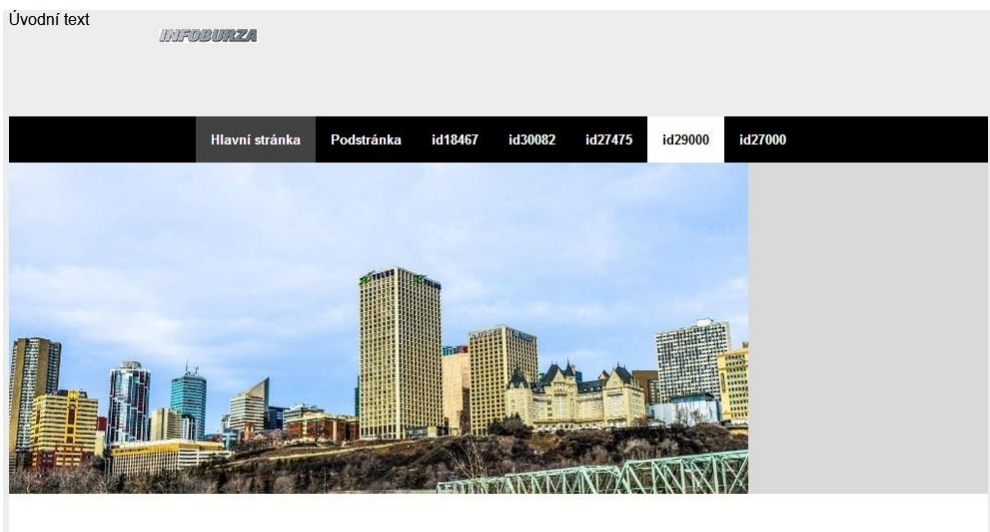 Úvodní text
INFOBURZA
Hlavní stránka Podstránka id18467 id30082 id27475 id29000 id27000